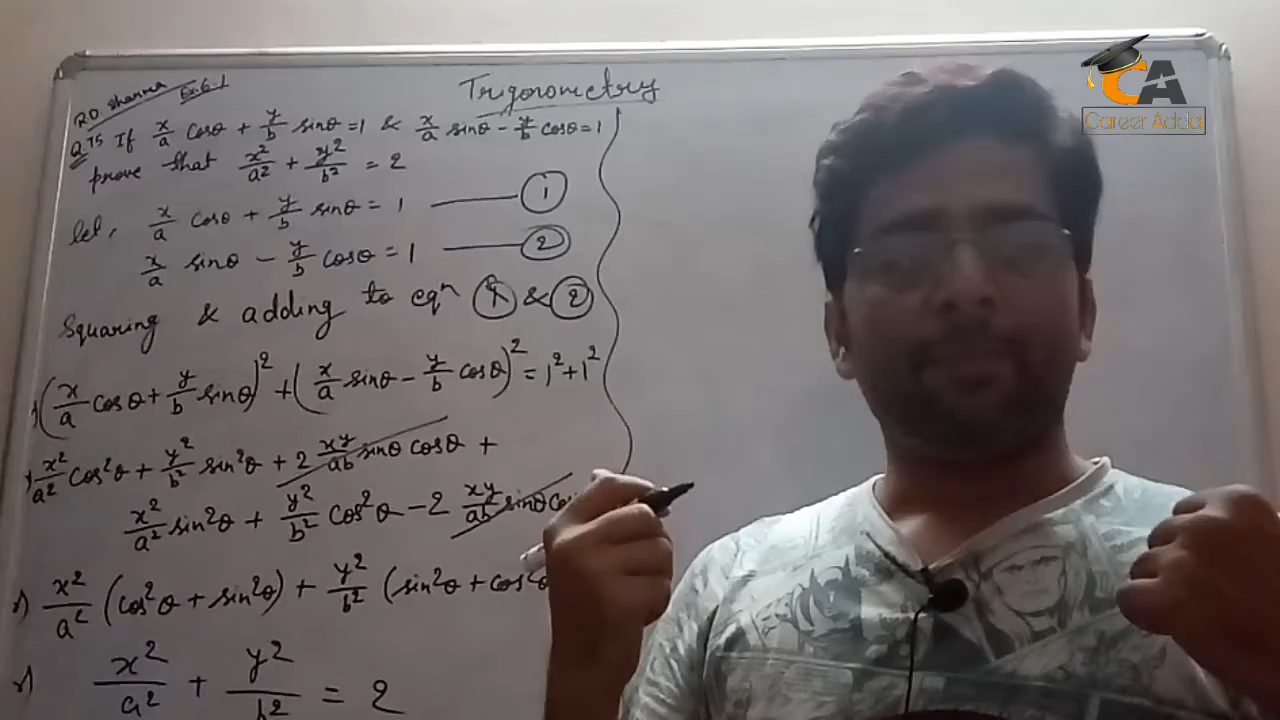 Trigonometry
R.D. Sharma Ex.6.1
Q 75 If x/a cosθ + y/b sinθ = 1 & x/a sinθ - y/b cosθ = 1
prove that x²/a² + y²/b² = 2
let, x/a cosθ + y/b sinθ = 1 — ①
x/a sinθ - y/b cosθ = 1 — ②
Squaring & adding to eqn ① & ②
(x/a cosθ + y/b sinθ)² + (x/a sinθ - y/b cosθ)² = 1² + 1²
x²/a² cos²θ + y²/b² sin²θ + 2 xy/ab sinθ cosθ +
x²/a² sin²θ + y²/b² cos²θ - 2 xy/ab sinθ
x²/a² (cos²θ + sin²θ) + y²/b² (sin²θ + cos²θ
x²/a² + y²/b² = 2
CA
Career Adda